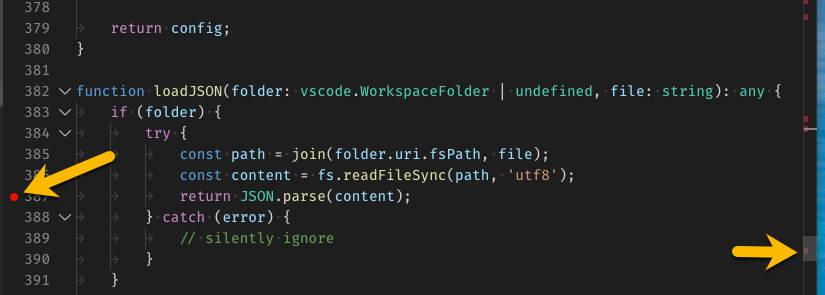 378
379 return config;
380 }
381
382 function loadJSON(folder: vscode.WorkspaceFolder | undefined, file: string): any {
383 if (folder) {
384 try {
385 const path = join(folder.uri.fsPath, file);
const content = fs.readFileSync(path, 'utf8');
387 return JSON.parse(content);
388 } catch (error) {
389 // silently ignore
390 }
391 }